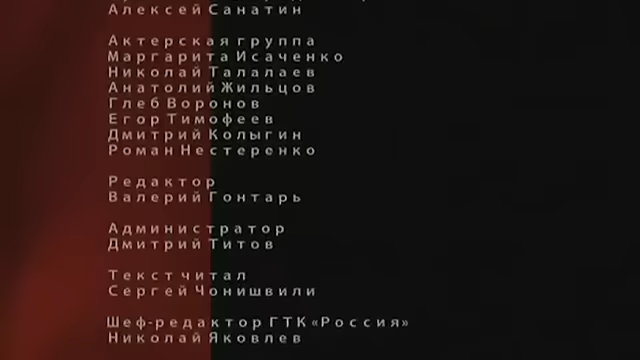 Алексей Санатин
Актерская группа
Маргарита Исаченко
Николай Талалаев
Анатолий Жильцов
Глеб Воронов
Егор Тимофеев
Дмитрий Колыгин
Роман Нестеренко
Редактор
Валерий Гонтарь
Администратор
Дмитрий Титов
Текст читал
Сергей Чонишвили
Шеф-редактор ГТК «Россия»
Николай Яковлев